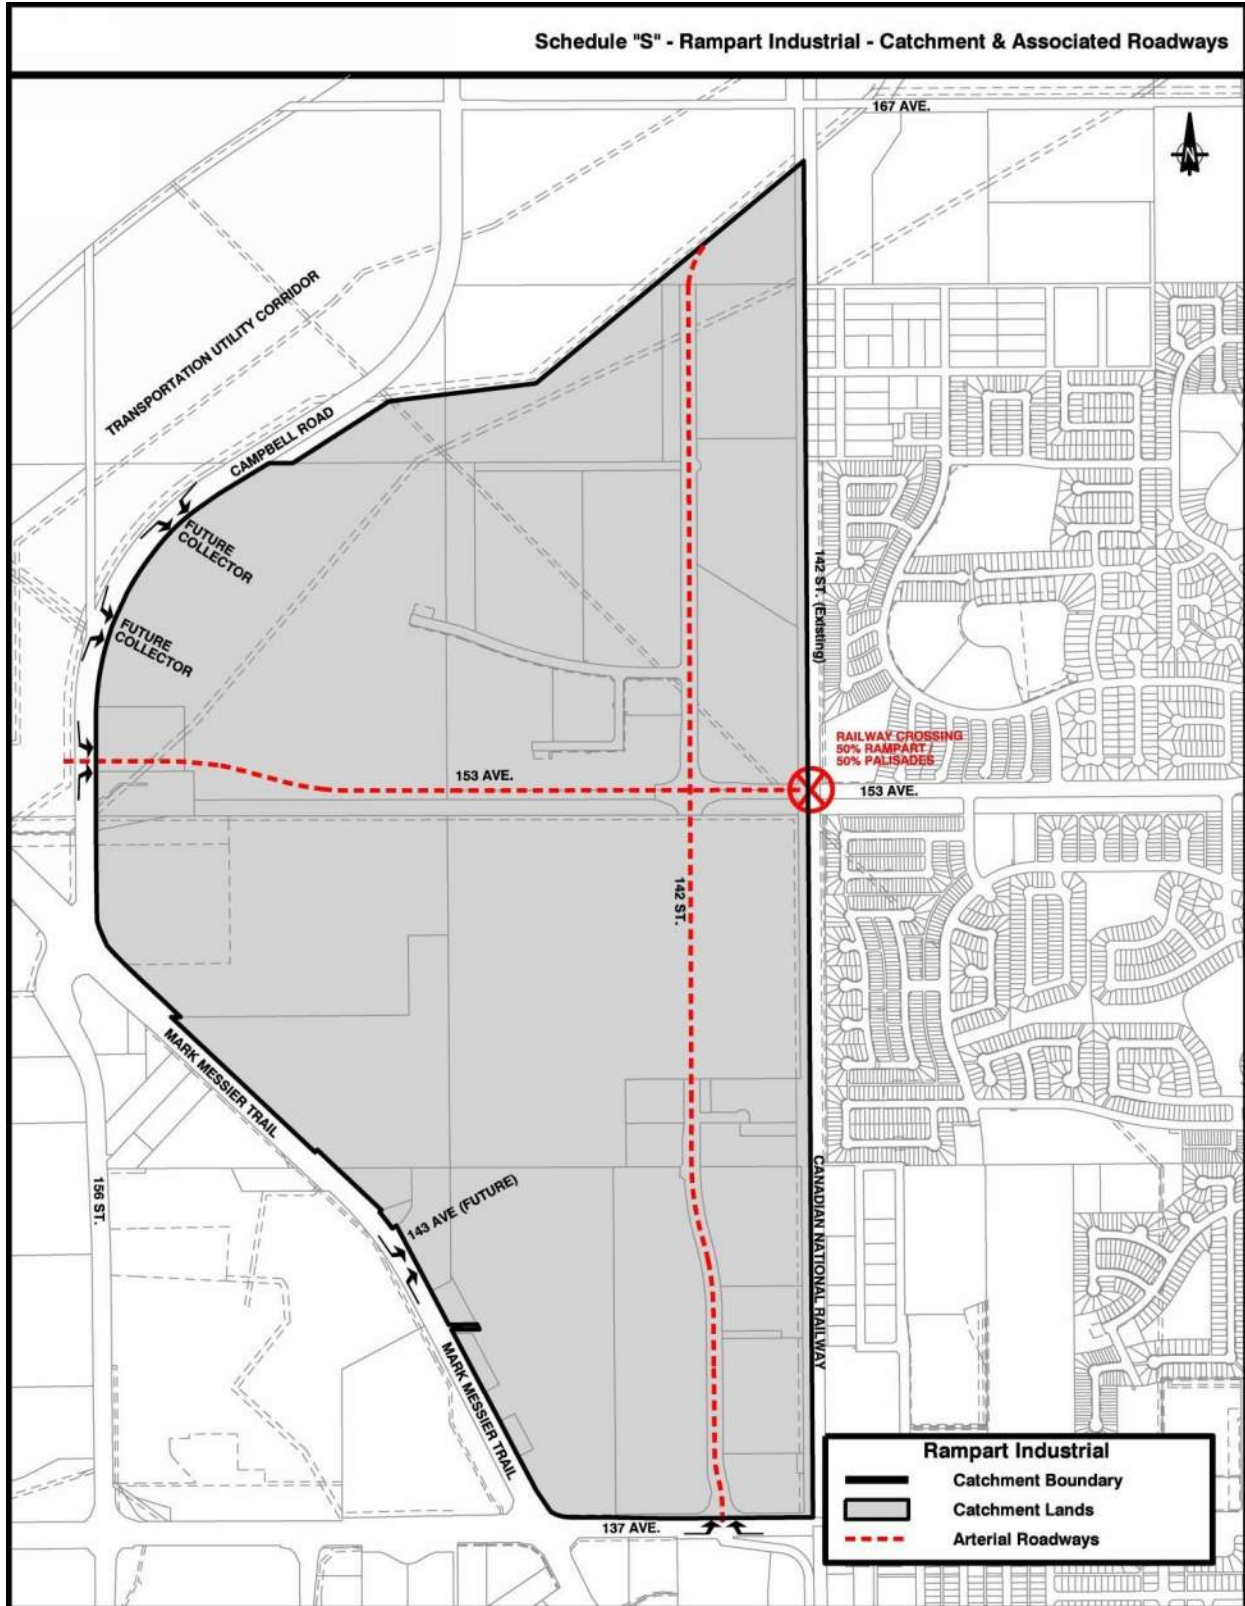 Schedule "S" - Rampart Industrial - Catchment & Associated Roadways
167 AVE.
N
TRANSPORTATION UTILITY CORRIDOR
CAMPBELL ROAD
FUTURE
COLLECTOR
FUTURE
COLLECTOR
142 ST. (Existing)
RAILWAY CROSSING
50% RAMPART /
50% PALISADES
153 AVE.
153 AVE.
142 ST.
MARK MESSIER TRAIL
156 ST.
143 AVE (FUTURE)
CANADIAN NATIONAL RAILWAY
MARK MESSIER TRAIL
137 AVE.
Rampart Industrial
Catchment Boundary
Catchment Lands
Arterial Roadways